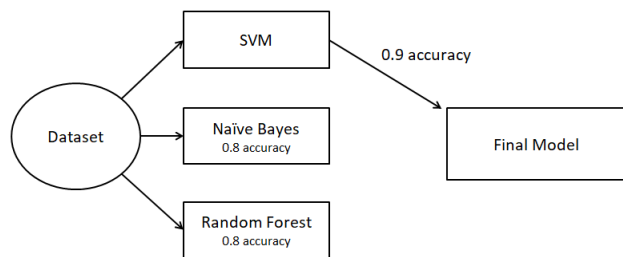 SVM
0.9 accuracy
Dataset
Naïve Bayes
0.8 accuracy
Final Model
Random Forest
0.8 accuracy